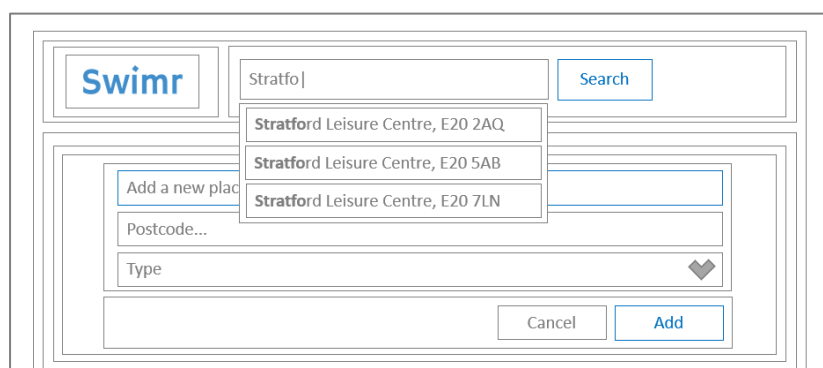 Swimr
Stratfo
Search
Stratford Leisure Centre, E20 2AQ
Stratford Leisure Centre, E20 5AB
Stratford Leisure Centre, E20 7LN
Add a new plac
Postcode...
Type
Cancel
Add